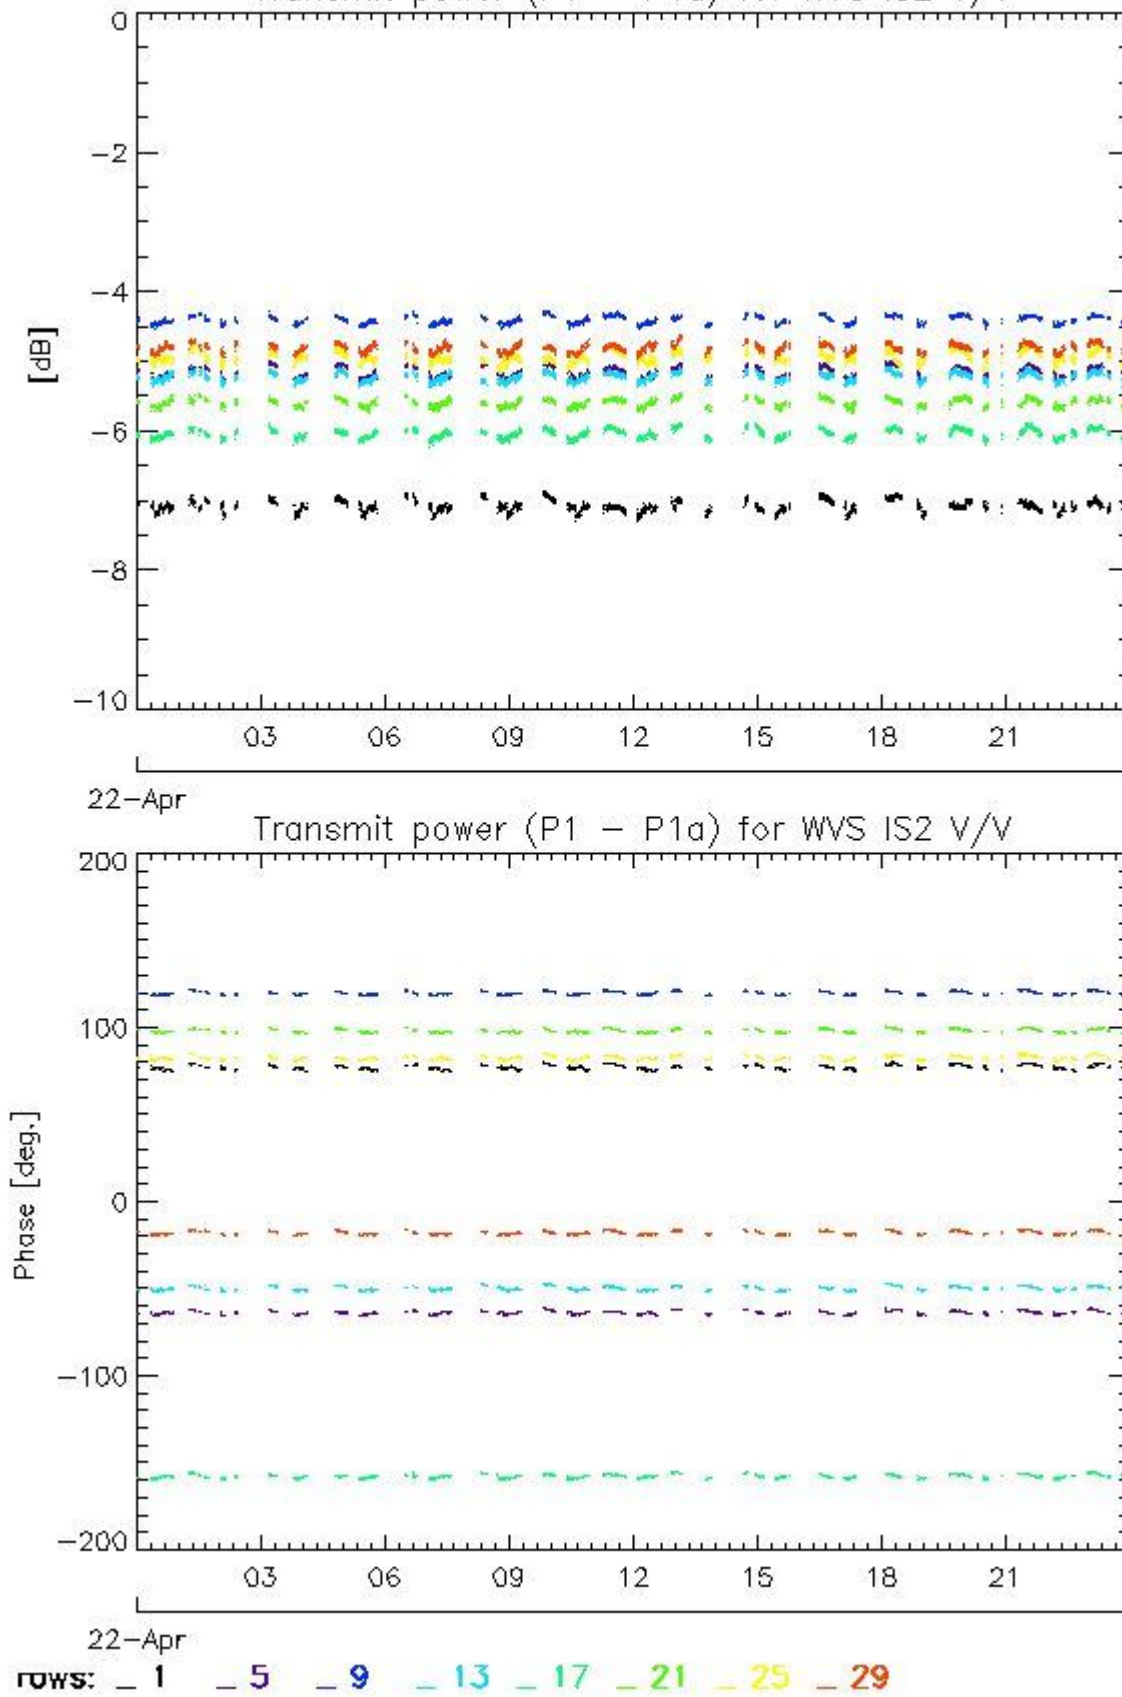 0
−2
−4
[dB]
−6
−8
−10
03 06 09 12 15 18 21
22−Apr
Transmit power (P1 − P1a) for WVS IS2 V/V
200
100
Phase [deg.]
0
−100
−200
03 06 09 12 15 18 21
22−Apr
rows: _ 1 _ 5 _ 9 _ 13 _ 17 _ 21 _ 25 _ 29